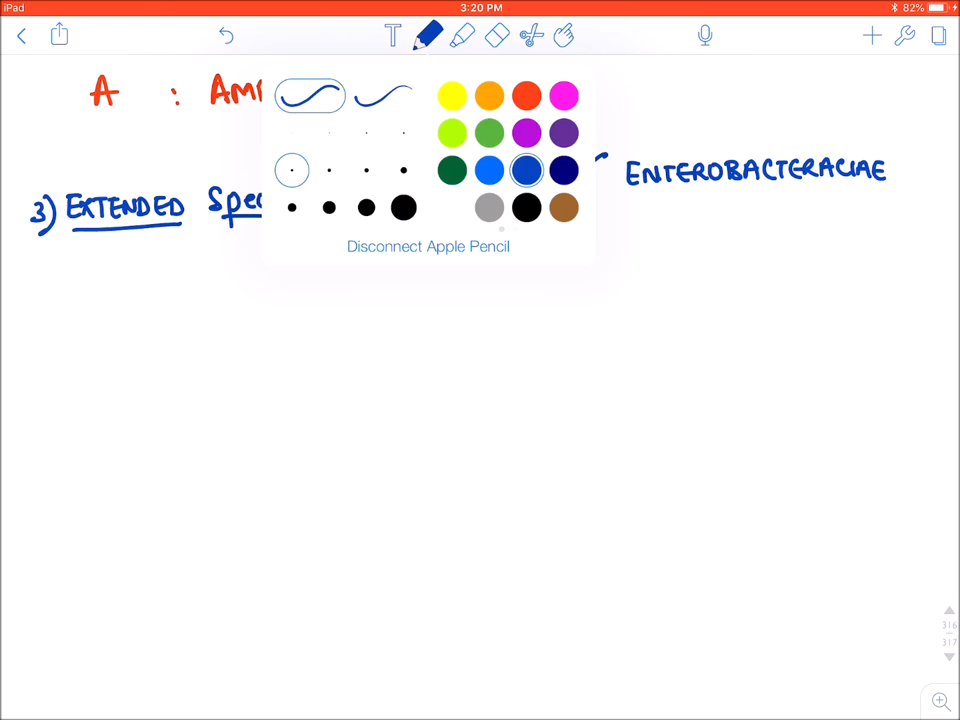 iPad 3:20 PM 82%
T
A : Am
ENTEROBACTERACIAE
3) EXTENDED Spec
Disconnect Apple Pencil
316
317